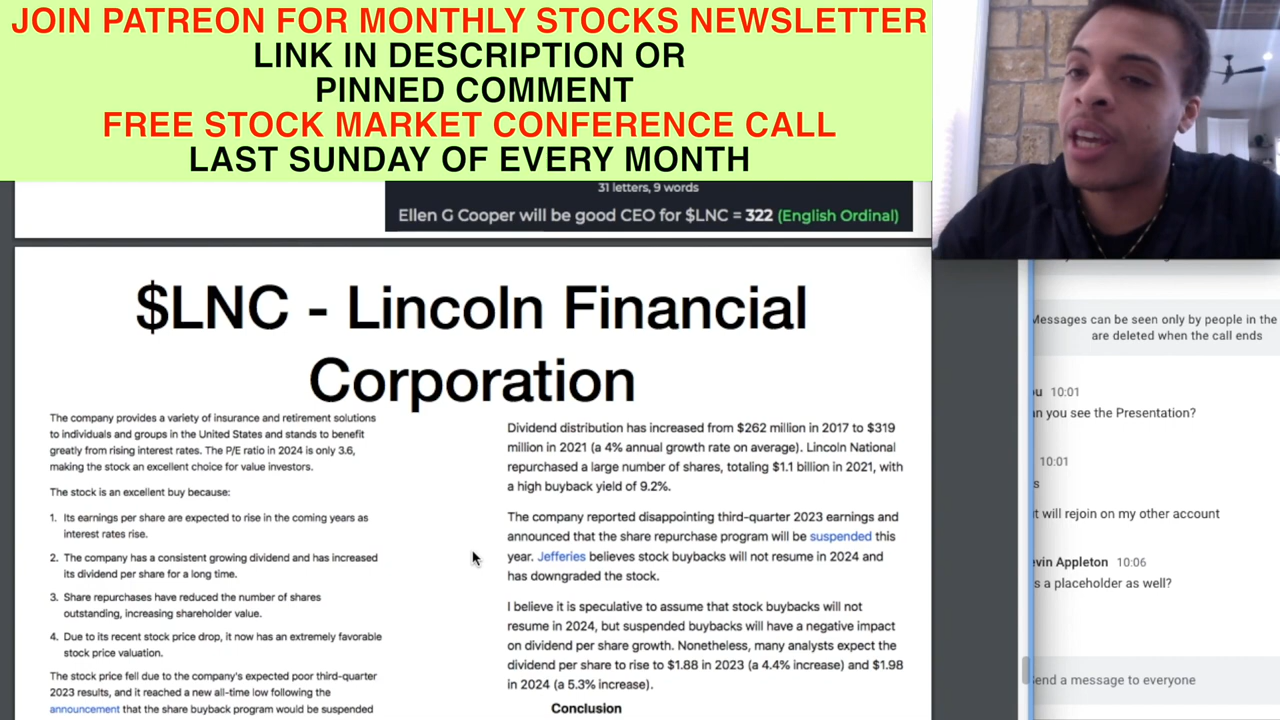 JOIN PATREON FOR MONTHLY STOCKS NEWSLETTER
LINK IN DESCRIPTION OR
PINNED COMMENT
FREE STOCK MARKET CONFERENCE CALL
LAST SUNDAY OF EVERY MONTH
31 letters, 9 words
Ellen G Cooper will be good CEO for $LNC = 322 (English Ordinal)
$LNC - Lincoln Financial
Corporation
The company provides a variety of insurance and retirement solutions
to individuals and groups in the United States and stands to benefit
greatly from rising interest rates. The P/E ratio in 2024 is only 3.6,
making the stock an excellent choice for value investors.
The stock is an excellent buy because:
1. Its earnings per share are expected to rise in the coming years as
interest rates rise.
2. The company has a consistent growing dividend and has increased
its dividend per share for a long time.
3. Share repurchases have reduced the number of shares
outstanding, increasing shareholder value.
4. Due to its recent stock price drop, it now has an extremely favorable
stock price valuation.
The stock price fell due to the company's expected poor third-quarter
2023 results, and it reached a new all-time low following the
announcement that the share buyback program would be suspended
Dividend distribution has increased from $262 million in 2017 to $319
million in 2021 (a 4% annual growth rate on average). Lincoln National
repurchased a large number of shares, totaling $1.1 billion in 2021, with
a high buyback yield of 9.2%.
The company reported disappointing third-quarter 2023 earnings and
announced that the share repurchase program will be suspended this
year. Jefferies believes stock buybacks will not resume in 2024 and
has downgraded the stock.
I believe it is speculative to assume that stock buybacks will not
resume in 2024, but suspended buybacks will have a negative impact
on dividend per share growth. Nonetheless, many analysts expect the
dividend per share to rise to $1.88 in 2023 (a 4.4% increase) and $1.98
in 2024 (a 5.3% increase).
Conclusion
Messages can be seen only by people in the
are deleted when the call ends
ou 10:01
an you see the Presentation?
10:01
s
t will rejoin on my other account
evin Appleton 10:06
s a placeholder as well?
end a message to everyone